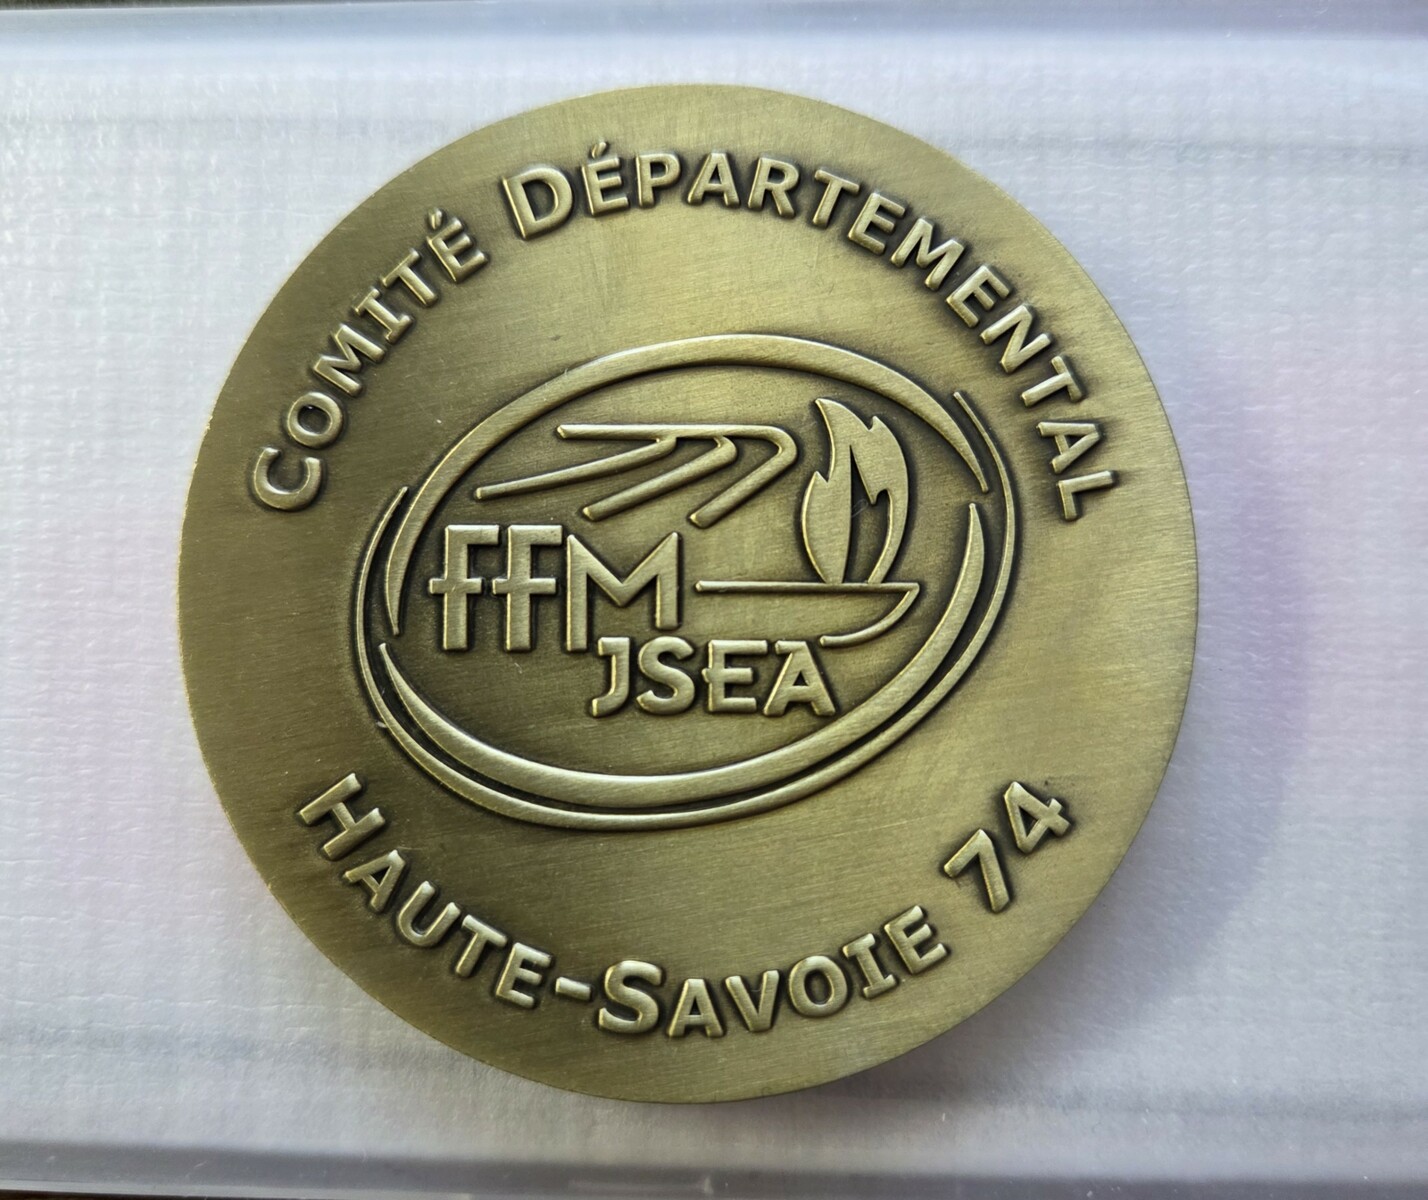 Comité Départemental
FFM
JSEA
Haute-Savoie 74